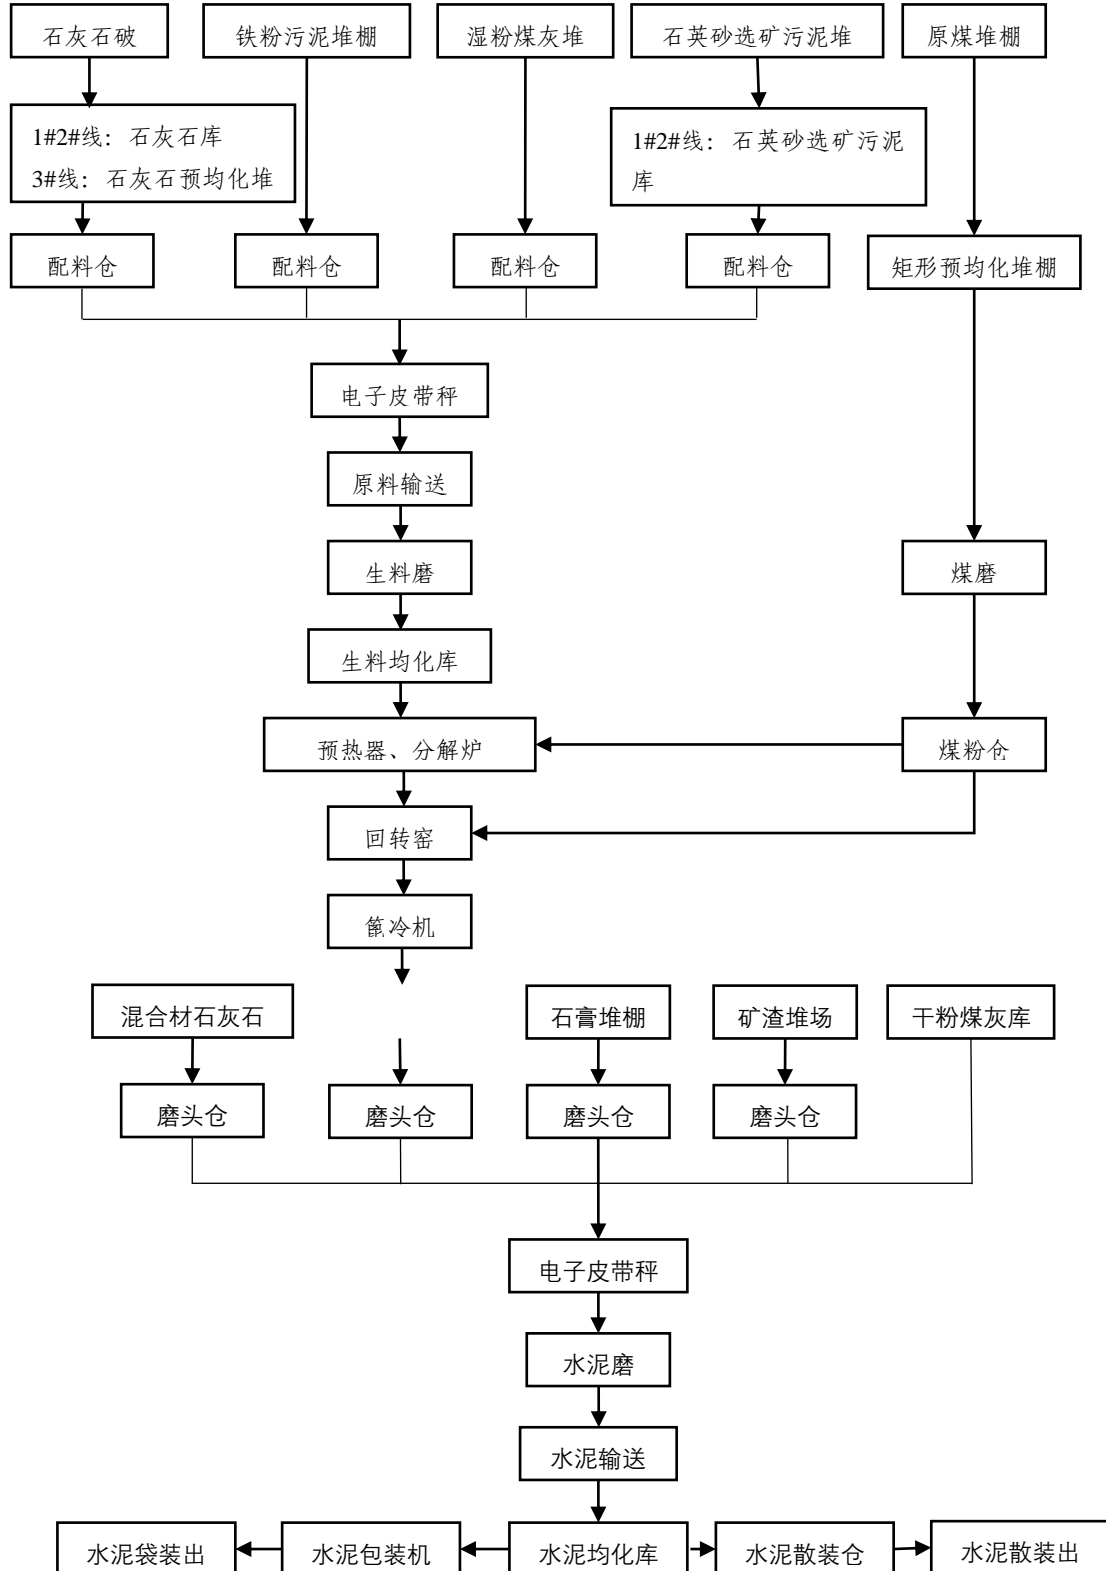 石灰石破
铁粉污泥堆棚
湿粉煤灰堆
石英砂选矿污泥堆
原煤堆棚
1#2#线：石灰石库
3#线：石灰石预均化堆
1#2#线：石英砂选矿污泥
库
配料仓
配料仓
配料仓
配料仓
矩形预均化堆棚
电子皮带秤
原料输送
生料磨
煤磨
生料均化库
预热器、分解炉
煤粉仓
回转窑
篦冷机
混合材石灰石
石膏堆棚
矿渣堆场
干粉煤灰库
磨头仓
磨头仓
磨头仓
磨头仓
电子皮带秤
水泥磨
水泥输送
水泥袋装出
水泥包装机
水泥均化库
水泥散装仓
水泥散装出